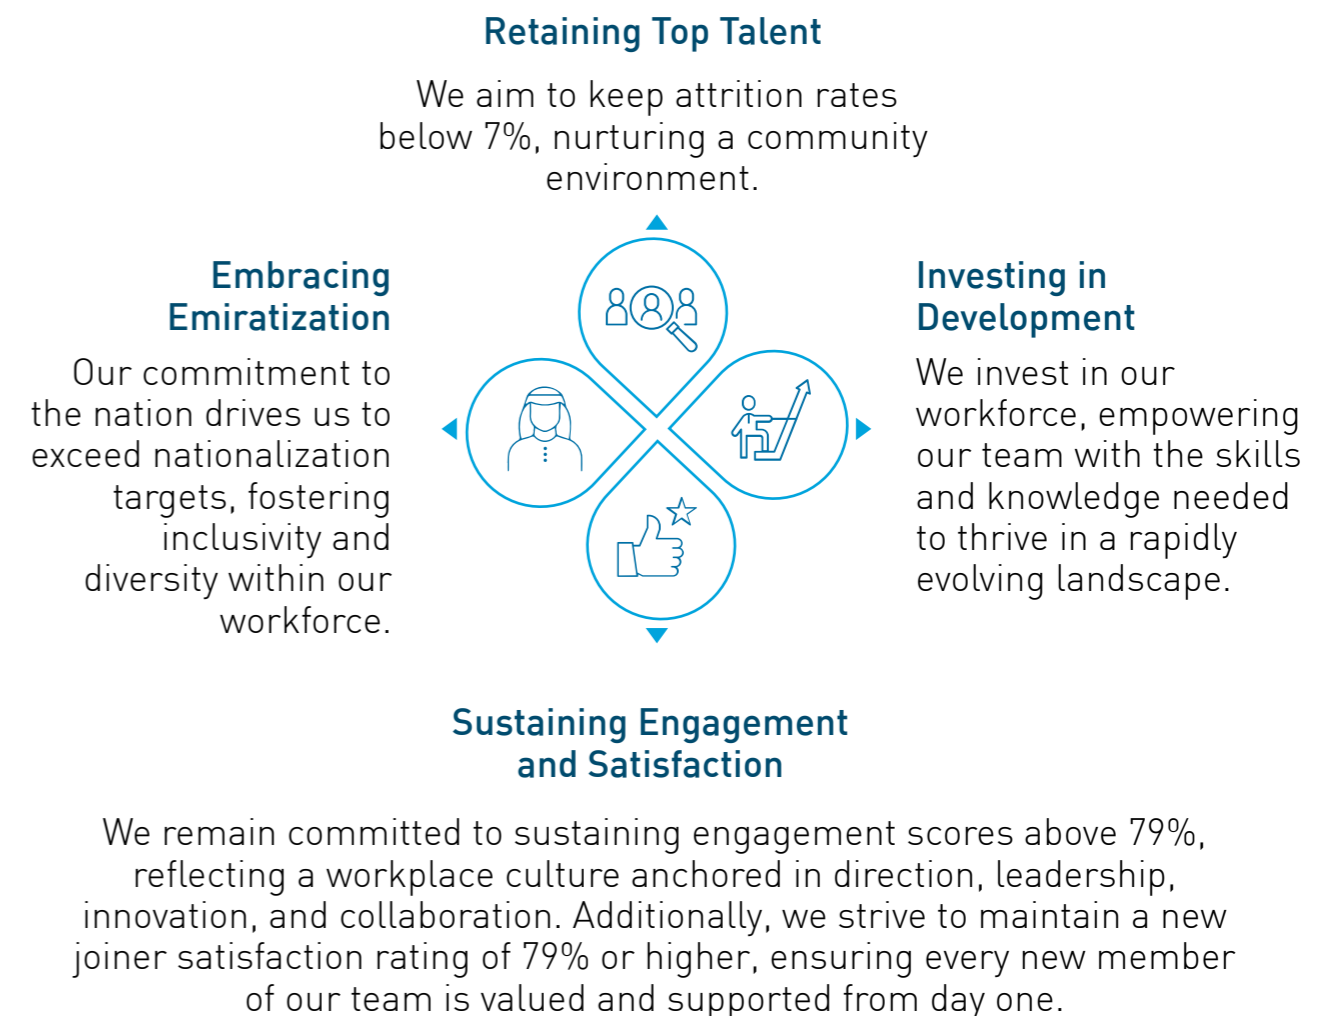 Retaining Top Talent
We aim to keep attrition rates
below 7%, nurturing a community
environment.
Embracing
Emiratization
Our commitment to
the nation drives us to
exceed nationalization
targets, fostering
inclusivity and
diversity within our
workforce.
Investing in
Development
We invest in our
workforce, empowering
our team with the skills
and knowledge needed
to thrive in a rapidly
evolving landscape.
Sustaining Engagement
and Satisfaction
We remain committed to sustaining engagement scores above 79%,
reflecting a workplace culture anchored in direction, leadership,
innovation, and collaboration. Additionally, we strive to maintain a new
joiner satisfaction rating of 79% or higher, ensuring every new member
of our team is valued and supported from day one.